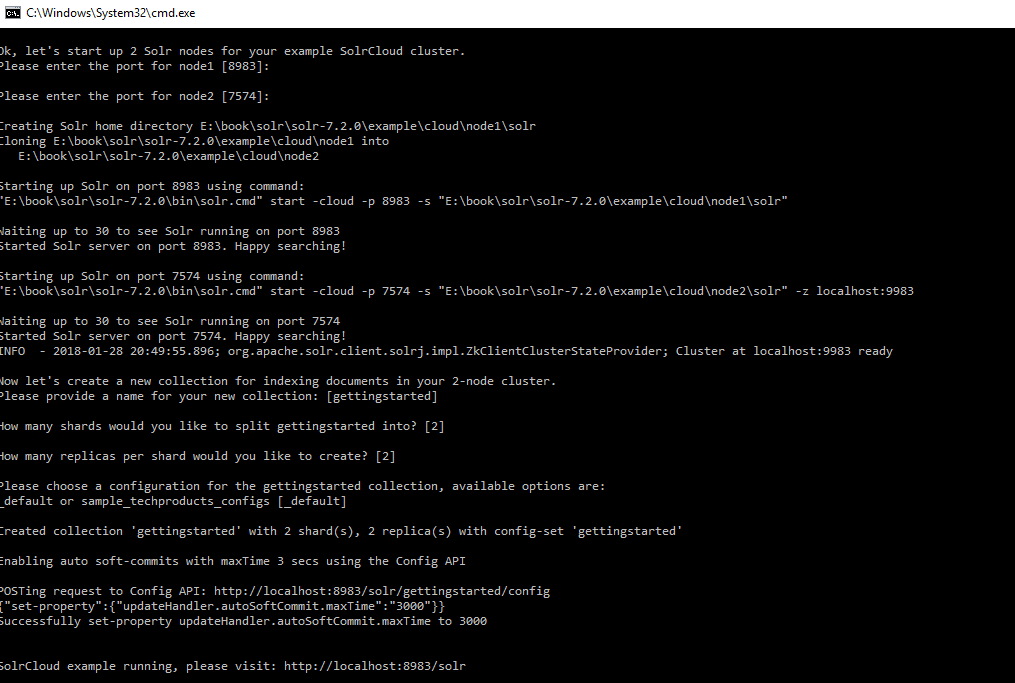 C:\Windows\System32\cmd.exe
Ok, let's start up 2 Solr nodes for your example SolrCloud cluster.
Please enter the port for node1 [8983]:
Please enter the port for node2 [7574]:
Creating Solr home directory E:\book\solr\solr-7.2.0\example\cloud\node1\solr
Cloning E:\book\solr\solr-7.2.0\example\cloud\node1 into
E:\book\solr\solr-7.2.0\example\cloud\node2
Starting up Solr on port 8983 using command:
"E:\book\solr\solr-7.2.0\bin\solr.cmd" start -cloud -p 8983 -s "E:\book\solr\solr-7.2.0\example\cloud\node1\solr"
Waiting up to 30 to see Solr running on port 8983
Started Solr server on port 8983. Happy searching!
Starting up Solr on port 7574 using command:
"E:\book\solr\solr-7.2.0\bin\solr.cmd" start -cloud -p 7574 -s "E:\book\solr\solr-7.2.0\example\cloud\node2\solr" -z localhost:9983
Waiting up to 30 to see Solr running on port 7574
Started Solr server on port 7574. Happy searching!
INFO  - 2018-01-28 20:49:55.896; org.apache.solr.client.solrj.impl.ZkClientClusterStateProvider; Cluster at localhost:9983 ready
Now let's create a new collection for indexing documents in your 2-node cluster.
Please provide a name for your new collection: [gettingstarted]
How many shards would you like to split gettingstarted into? [2]
How many replicas per shard would you like to create? [2]
Please choose a configuration for the gettingstarted collection, available options are:
_default or sample_techproducts_configs [_default]
Created collection 'gettingstarted' with 2 shard(s), 2 replica(s) with config-set 'gettingstarted'
Enabling auto soft-commits with maxTime 3 secs using the Config API
POSTing request to Config API: http://localhost:8983/solr/gettingstarted/config
{"set-property":{"updateHandler.autoSoftCommit.maxTime":"3000"}}
Successfully set-property updateHandler.autoSoftCommit.maxTime to 3000
SolrCloud example running, please visit: http://localhost:8983/solr